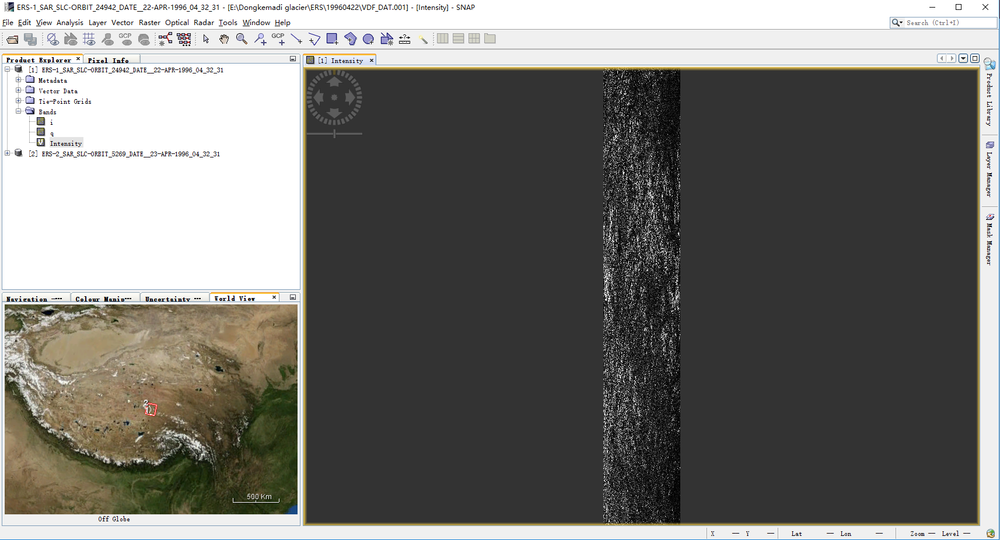 ERS-1_SAR_SLC-ORBIT_24942_DATE__22-APR-1996_04_32_31 - [E:\Dongkemadi glacier\ERS\19960422\VDF_DAT.001] - [Intensity] - SNAP
File Edit View Analysis Layer Vector Raster Optical Radar Tools Window Help
Search (Ctrl+I)
GCP GCP
Product Explorer Pixel Info
[1] Intensity
[1] ERS-1_SAR_SLC-ORBIT_24942_DATE__22-APR-1996_04_32_31
Metadata
Vector Data
Tie-Point Grids
Bands
i
q
Intensity
[2] ERS-2_SAR_SLC-ORBIT_5269_DATE__23-APR-1996_04_32_31
Product Library
Layer Manager
Mask Manager
Navigation —··· Colour Manip··· Uncertainty ··· World View
2
1
500 Km
Off Globe
X — Y — Lat — Lon — Zoom — Level —